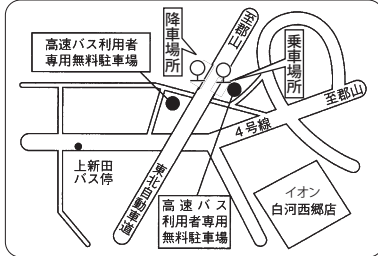 高速バス利用者
専用無料駐車場
降車場所
至郡山
乗車場所
至郡山
4号線
上新田
バス停
東北自動車道
高速バス
利用者専用
無料駐車場
イオン
白河西郷店